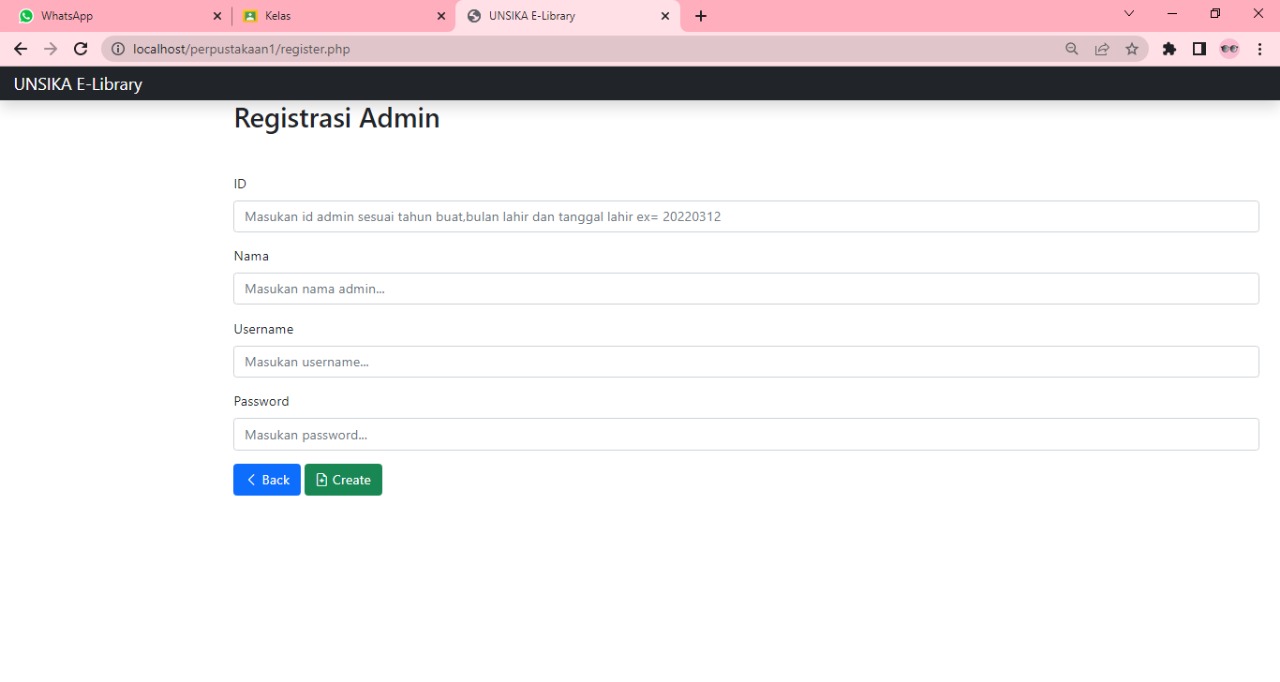 WhatsApp
Kelas
UNSIKA E-Library
localhost/perpustakaan1/register.php
UNSIKA E-Library
Registrasi Admin
ID
Masukan id admin sesuai tahun buat,bulan lahir dan tanggal lahir ex= 20220312
Nama
Masukan nama admin...
Username
Masukan username...
Password
Masukan password...
Back
Create